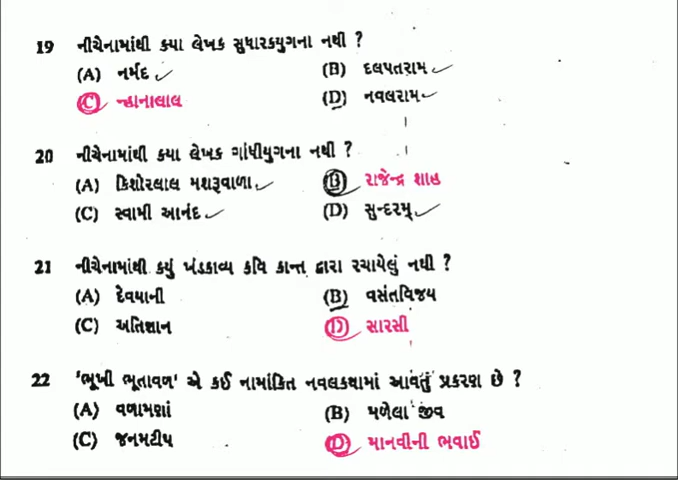 19 નીચેનામાંથી ક્યા લેખક સુધારકયુગના નથી ?
(A) નર્મદ (B) દલપતરામ
(C) ન્હાનાલાલ (D) નવલરામ
20 નીચેનામાંથી ક્યા લેખક ગાંધીયુગના નથી ?
(A) કિશોરલાલ મશરૂવાળા (B) રાજેન્દ્ર શાહ
(C) સ્વામી આનંદ (D) સુન્દરમ્
21 નીચેનામાંથી કર્યુ ખંડકાવ્ય કવિ કાન્ત દ્વારા રચાયેલું નથી ?
(A) દેવયાની (B) વસંતવિજય
(C) અતિજ્ઞાન (D) સારસી
22 'ભૂખી ભૂતાવળ' એ કઈ નામાંકિત નવલકથામાં આવતું પ્રકરણ છે ?
(A) વળામણાં (B) મળેલા જીવ
(C) જનમટીપ (D) માનવીની ભવાઈ